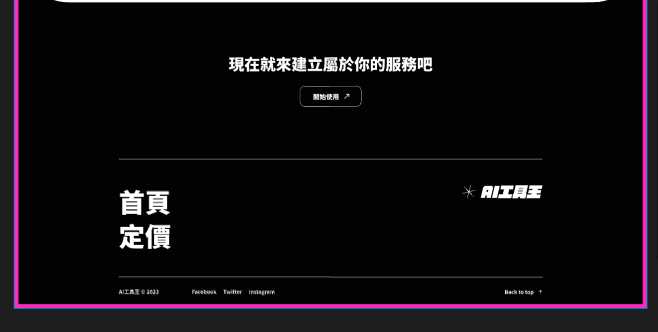 現在就來建立屬於你的服務吧
開始使用 ↗
首頁
定價
AI工具王
AI工具王 © 2023
Facebook Twitter Instagram
Back to top ↑